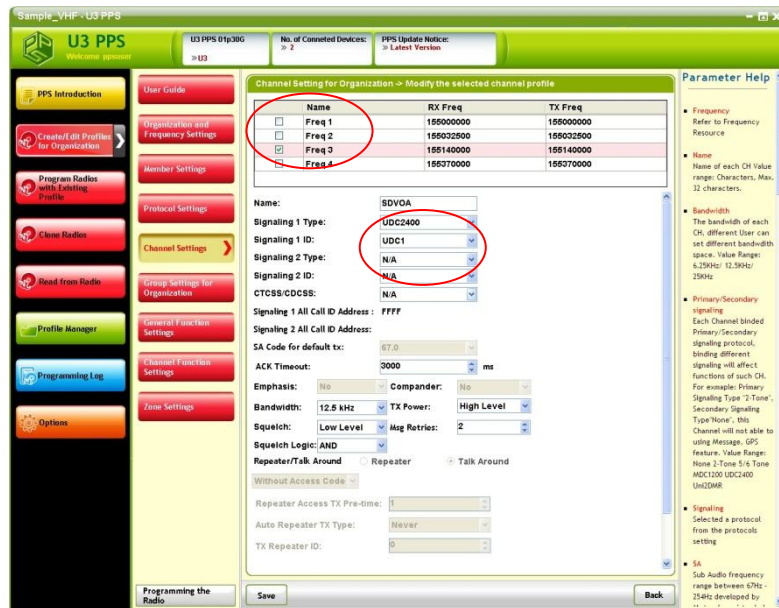 Sample_VHF - U3 PPS
U3 PPS
Welcome ppsuser
U3 PPS 01p30G
>> U3
No. of Conneted Devices:
>> 2
PPS Update Notice:
>> Latest Version
PPS Introduction
Create/Edit Profiles
for Organization
Program Radios
with Existing
Profile
Clone Radios
Read from Radio
Profile Manager
Programming Log
Options
User Guide
Organization and
Frequency Settings
Member Settings
Protocol Settings
Channel Settings
Group Settings for
Organization
General Function
Settings
Channel Function
Settings
Zone Settings
Programming the
Radio
Channel Setting for Organization -> Modify the selected channel profile
Name RX Freq TX Freq
Freq 1 155000000 155000000
Freq 2 155032500 155032500
Freq 3 155140000 155140000
Freq 4 155370000 155370000
Name: SDVOA
Signaling 1 Type: UDC2400
Signaling 1 ID: UDC1
Signaling 2 Type: N/A
Signaling 2 ID: N/A
CTCSS/CDCSS: N/A
Signaling 1 All Call ID Address : FFFF
Signaling 2 All Call ID Address:
SA Code for default tx: 67.0
ACK Timeout: 3000 ms
Emphasis: No Compander: No
Bandwidth: 12.5 kHz TX Power: High Level
Squelch: Low Level Msg Retries: 2
Squelch Logic: AND
Repeater/Talk Around Repeater Talk Around
Without Access Code
Repeater Access TX Pre-time: 1
Auto Repeater TX Type: Never
TX Repeater ID: 0
Save Back
Parameter Help
Frequency
Refer to Frequency
Resource
Name
Name of each CH Value
range: Characters, Max.
32 characters.
Bandwidth
The bandwidh of each
CH, different User can
set different bandwdith
space. Value Range:
6.25KHz/ 12.5KHz/
25KHz
Primary/Secondary
signaling
Each Channel binded
Primary/Secondary
signaling protocol,
binding different
signaling will affect
functions of such CH.
For exmaple: Primary
Signaling Type "2-Tone",
Secondary Signaling
Type"None", this
Channel will not able to
using Message, GPS
feature. Value Range:
None 2-Tone 5/6 Tone
MDC1200 UDC2400
Uni2DMR
Signaling
Selected a protocol
from the protocols
setting
SA
Sub Audio frequency
range between 67Hz -
254Hz developed by